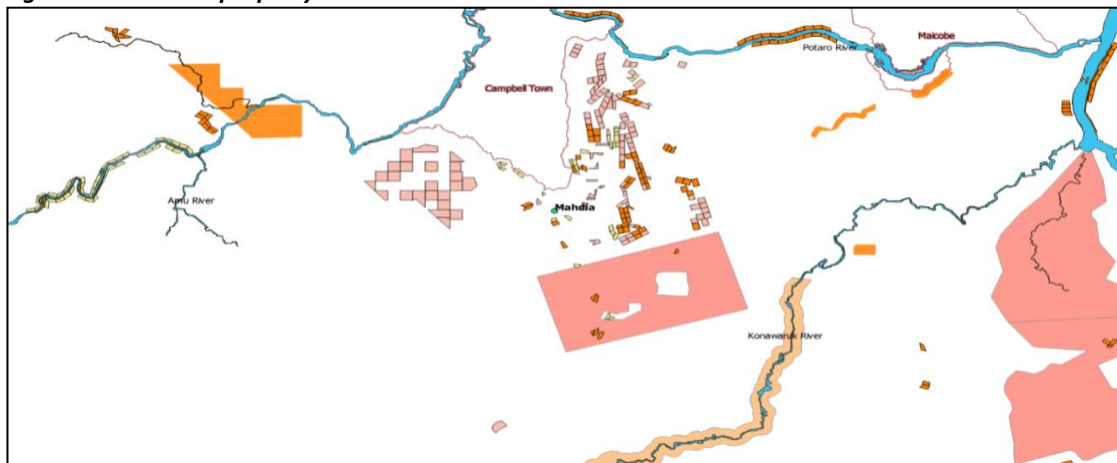 Maicobe
Potaro River
Campbell Town
Amu River
Mahdia
Konawaruk River